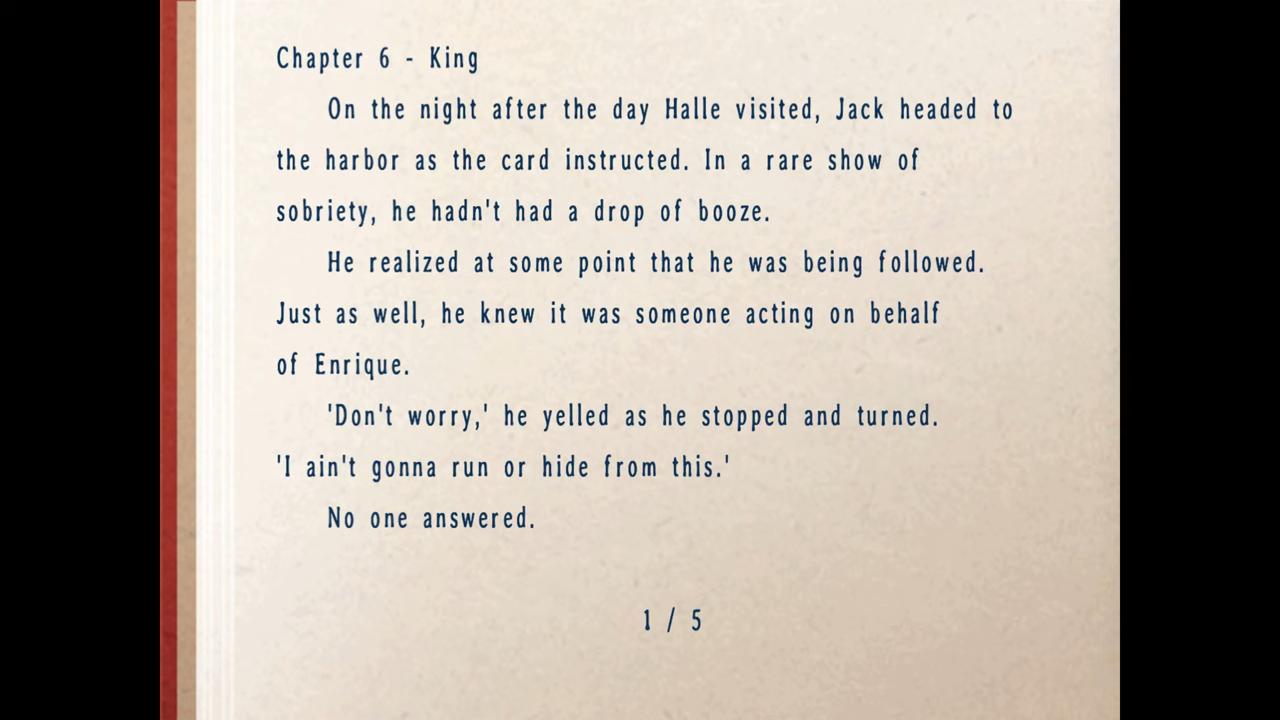 Chapter 6 - King
On the night after the day Halle visited, Jack headed to
the harbor as the card instructed. In a rare show of
sobriety, he hadn't had a drop of booze.
He realized at some point that he was being followed.
Just as well, he knew it was someone acting on behalf
of Enrique.
'Don't worry,' he yelled as he stopped and turned.
'I ain't gonna run or hide from this.'
No one answered.
1 / 5